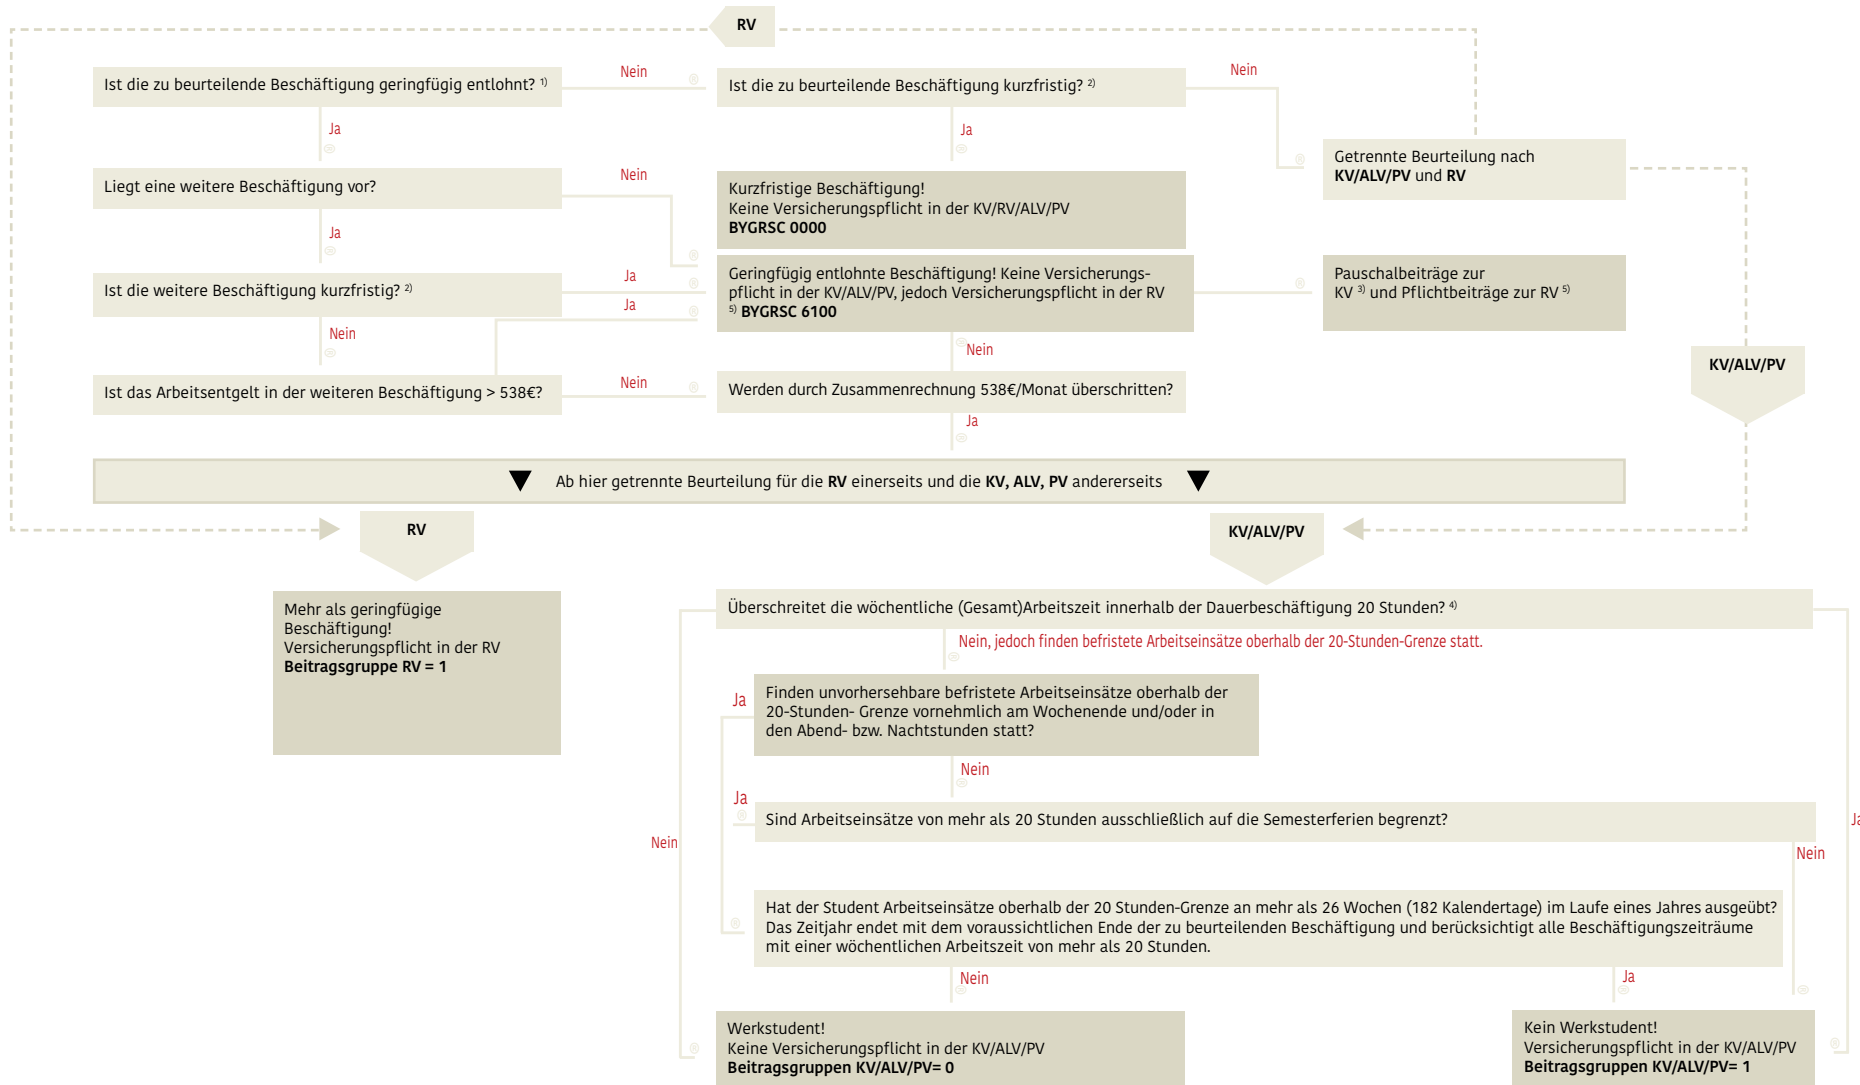 RV
Ist die zu beurteilende Beschäftigung geringfügig entlohnt? 1)
Nein
Ist die zu beurteilende Beschäftigung kurzfristig? 2)
Nein
Ja
Ja
Getrennte Beurteilung nach
KV/ALV/PV und RV
Liegt eine weitere Beschäftigung vor?
Nein
Kurzfristige Beschäftigung!
Keine Versicherungspflicht in der KV/RV/ALV/PV
BYGRSC 0000
Ja
Ist die weitere Beschäftigung kurzfristig? 2)
Ja
Ja
Geringfügig entlohnte Beschäftigung! Keine Versicherungs-
pflicht in der KV/ALV/PV, jedoch Versicherungspflicht in der RV
5) BYGRSC 6100
Pauschalbeiträge zur
KV 3) und Pflichtbeiträge zur RV 5)
Nein
Nein
KV/ALV/PV
Ist das Arbeitsentgelt in der weiteren Beschäftigung > 538€?
Nein
Werden durch Zusammenrechnung 538€/Monat überschritten?
Ja
Ab hier getrennte Beurteilung für die RV einerseits und die KV, ALV, PV andererseits
RV
KV/ALV/PV
Mehr als geringfügige
Beschäftigung!
Versicherungspflicht in der RV
Beitragsgruppe RV = 1
Überschreitet die wöchentliche (Gesamt)Arbeitszeit innerhalb der Dauerbeschäftigung 20 Stunden? 4)
Nein, jedoch finden befristete Arbeitseinsätze oberhalb der 20-Stunden-Grenze statt.
Ja
Finden unvorhersehbare befristete Arbeitseinsätze oberhalb der
20-Stunden- Grenze vornehmlich am Wochenende und/oder in
den Abend- bzw. Nachtstunden statt?
Nein
Ja
Sind Arbeitseinsätze von mehr als 20 Stunden ausschließlich auf die Semesterferien begrenzt?
Ja
Nein
Nein
Hat der Student Arbeitseinsätze oberhalb der 20 Stunden-Grenze an mehr als 26 Wochen (182 Kalendertage) im Laufe eines Jahres ausgeübt?
Das Zeitjahr endet mit dem voraussichtlichen Ende der zu beurteilenden Beschäftigung und berücksichtigt alle Beschäftigungszeiträume
mit einer wöchentlichen Arbeitszeit von mehr als 20 Stunden.
Nein
Ja
Werkstudent!
Keine Versicherungspflicht in der KV/ALV/PV
Beitragsgruppen KV/ALV/PV= 0
Kein Werkstudent!
Versicherungspflicht in der KV/ALV/PV
Beitragsgruppen KV/ALV/PV= 1